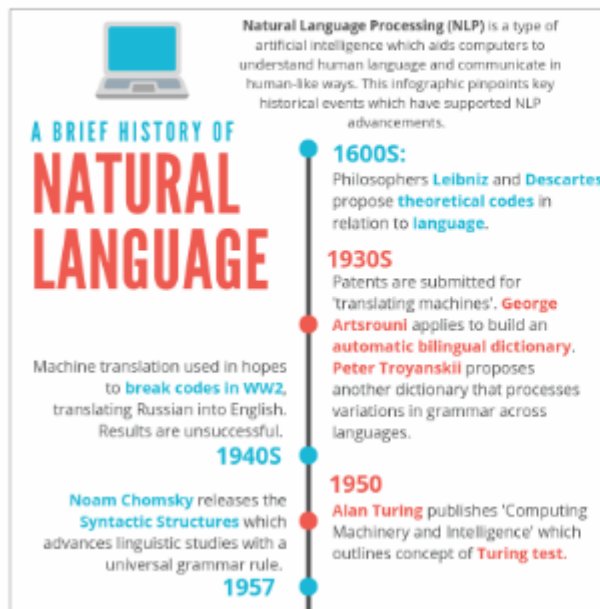 Natural Language Processing (NLP) is a type of
artificial intelligence which aids computers to
understand human language and communicate in
human-like ways. This infographic pinpoints key
historical events which have supported NLP
advancements.
A BRIEF HISTORY OF
NATURAL
LANGUAGE
1600S:
Philosophers Leibniz and Descartes
propose theoretical codes in
relation to language.
1930S
Patents are submitted for
'translating machines'. George
Artsrouni applies to build an
automatic bilingual dictionary.
Peter Troyanskii proposes
another dictionary that processes
variations in grammar across
languages.
Machine translation used in hopes
to break codes in WW2,
translating Russian into English.
Results are unsuccessful.
1940S
1950
Alan Turing publishes 'Computing
Machinery and Intelligence' which
outlines concept of Turing test.
Noam Chomsky releases the
Syntactic Structures which
advances linguistic studies with a
universal grammar rule.
1957